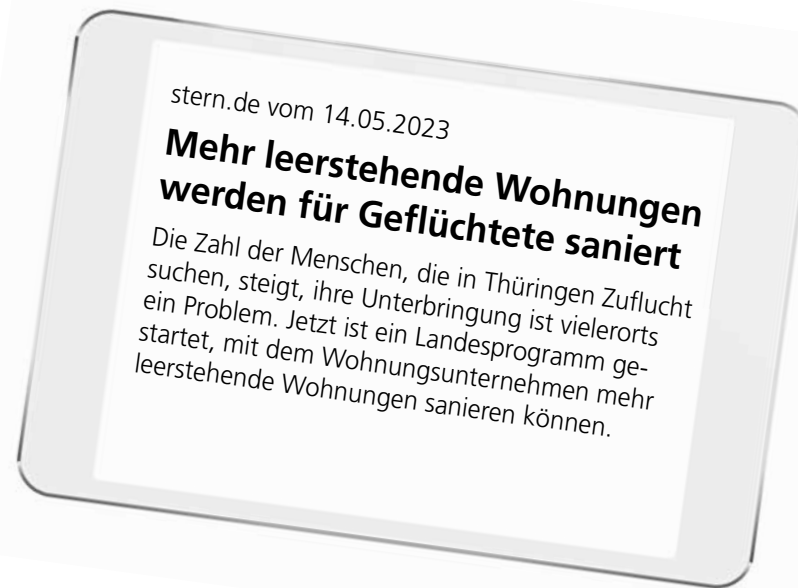 stern.de vom 14.05.2023
Mehr leerstehende Wohnungen
werden für Geflüchtete saniert
Die Zahl der Menschen, die in Thüringen Zuflucht
suchen, steigt, ihre Unterbringung ist vielerorts
ein Problem. Jetzt ist ein Landesprogramm ge-
startet, mit dem Wohnungsunternehmen mehr
leerstehende Wohnungen sanieren können.